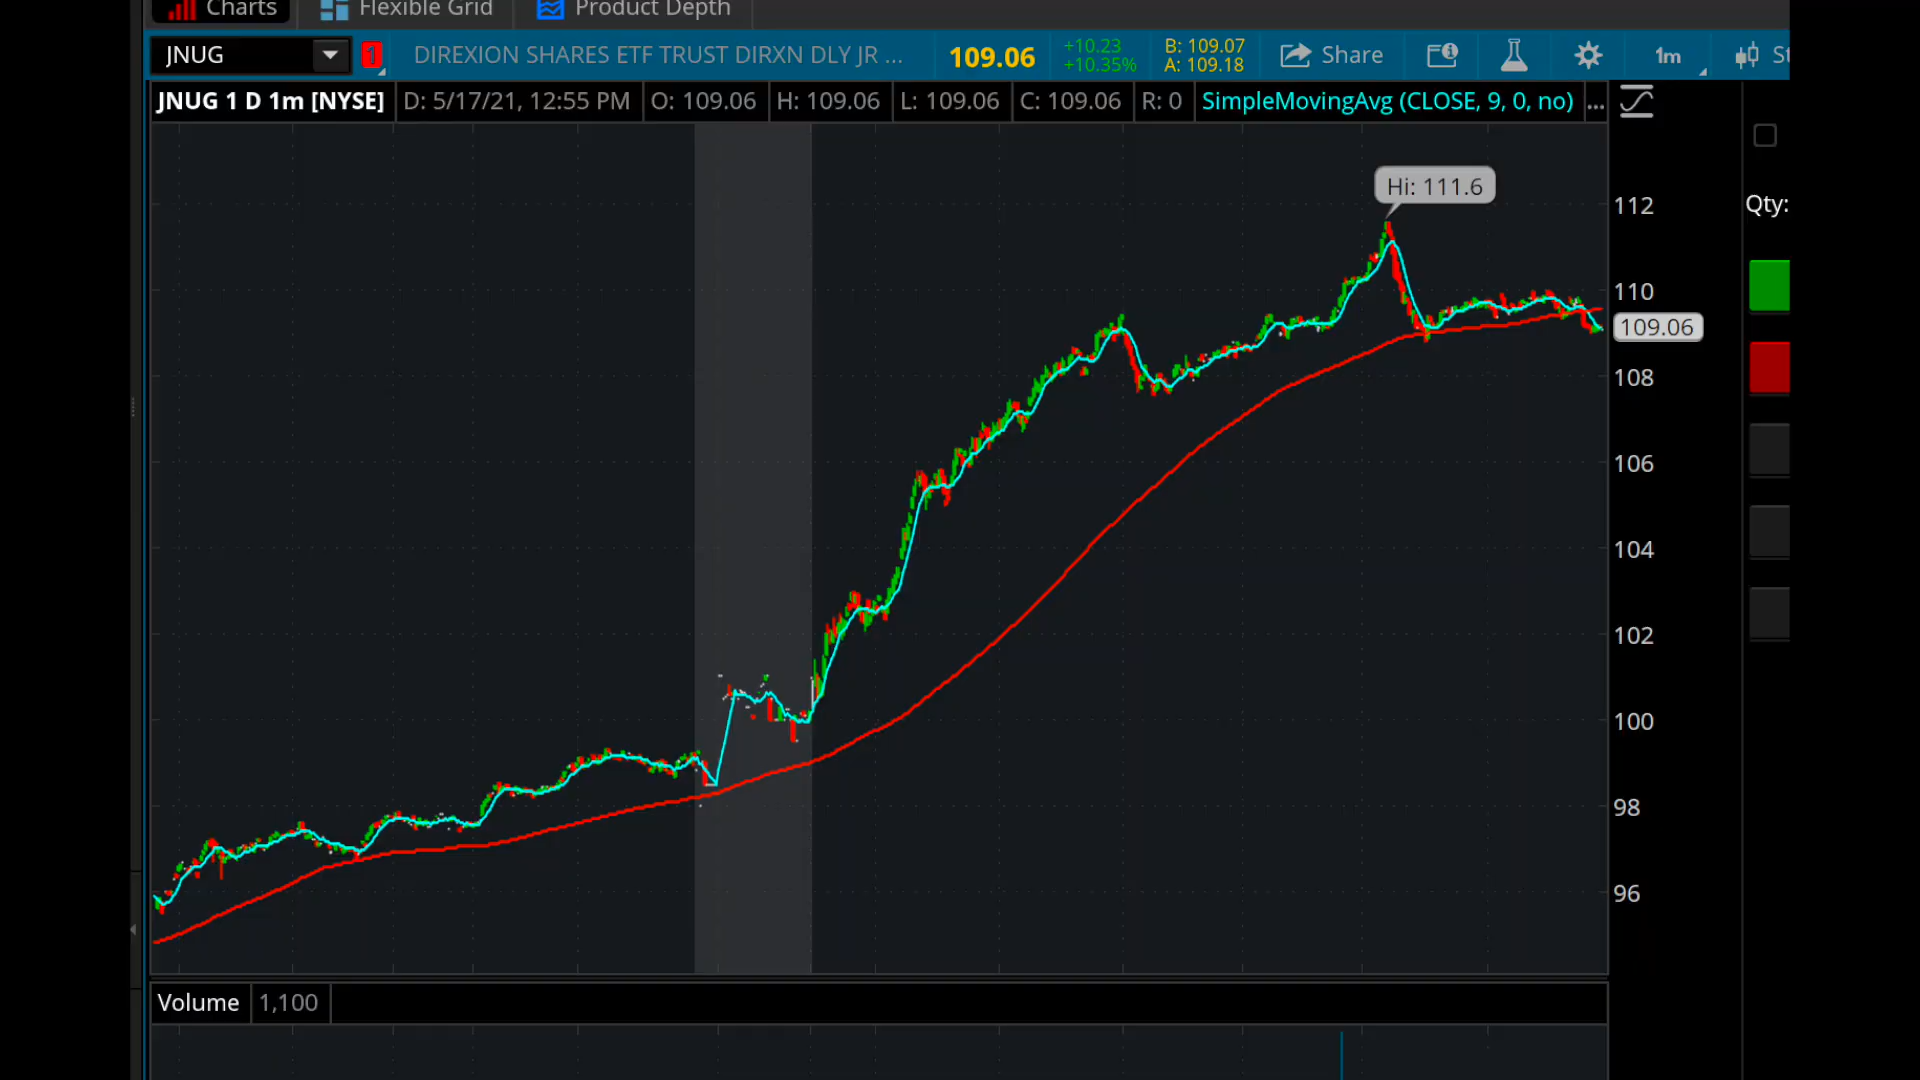 Charts Flexible Grid Product Depth
JNUG 1 DIREXION SHARES ETF TRUST DIRXN DLY JR ... 109.06 +10.23 B: 109.07 Share 1m St
+10.35% A: 109.18
JNUG 1 D 1m [NYSE] D: 5/17/21, 12:55 PM O: 109.06 H: 109.06 L: 109.06 C: 109.06 R: 0 SimpleMovingAvg (CLOSE, 9, 0, no) ...
Hi: 111.6
112
Qty:
110
109.06
108
106
104
102
100
98
96
Volume 1,100